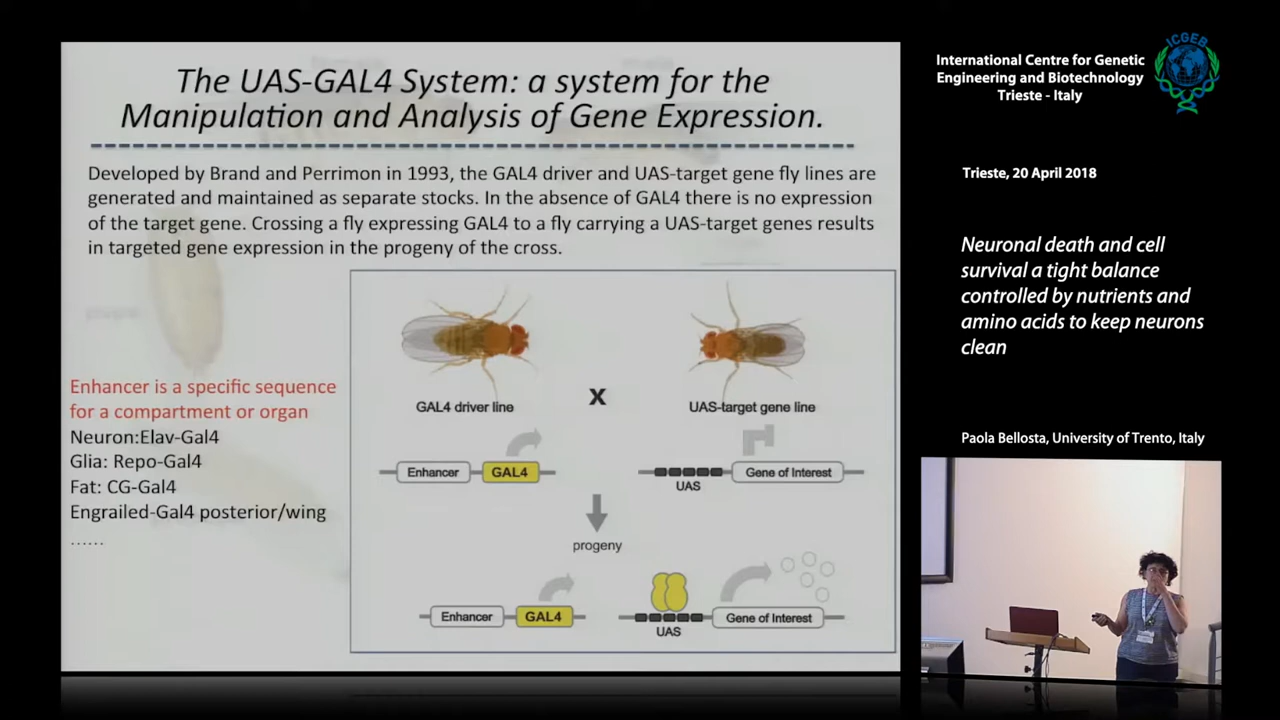 The UAS-GAL4 System: a system for the
Manipulation and Analysis of Gene Expression.
Developed by Brand and Perrimon in 1993, the GAL4 driver and UAS-target gene fly lines are
generated and maintained as separate stocks. In the absence of GAL4 there is no expression
of the target gene. Crossing a fly expressing GAL4 to a fly carrying a UAS-target genes results
in targeted gene expression in the progeny of the cross.
Enhancer is a specific sequence
for a compartment or organ
Neuron:Elav-Gal4
Glia: Repo-Gal4
Fat: CG-Gal4
Engrailed-Gal4 posterior/wing
......
GAL4 driver line
X
UAS-target gene line
Enhancer
GAL4
UAS
Gene of Interest
progeny
Enhancer
GAL4
UAS
Gene of Interest
International Centre for Genetic
Engineering and Biotechnology
Trieste - Italy
ICGEB
Trieste, 20 April 2018
Neuronal death and cell
survival a tight balance
controlled by nutrients and
amino acids to keep neurons
clean
Paola Bellosta, University of Trento, Italy